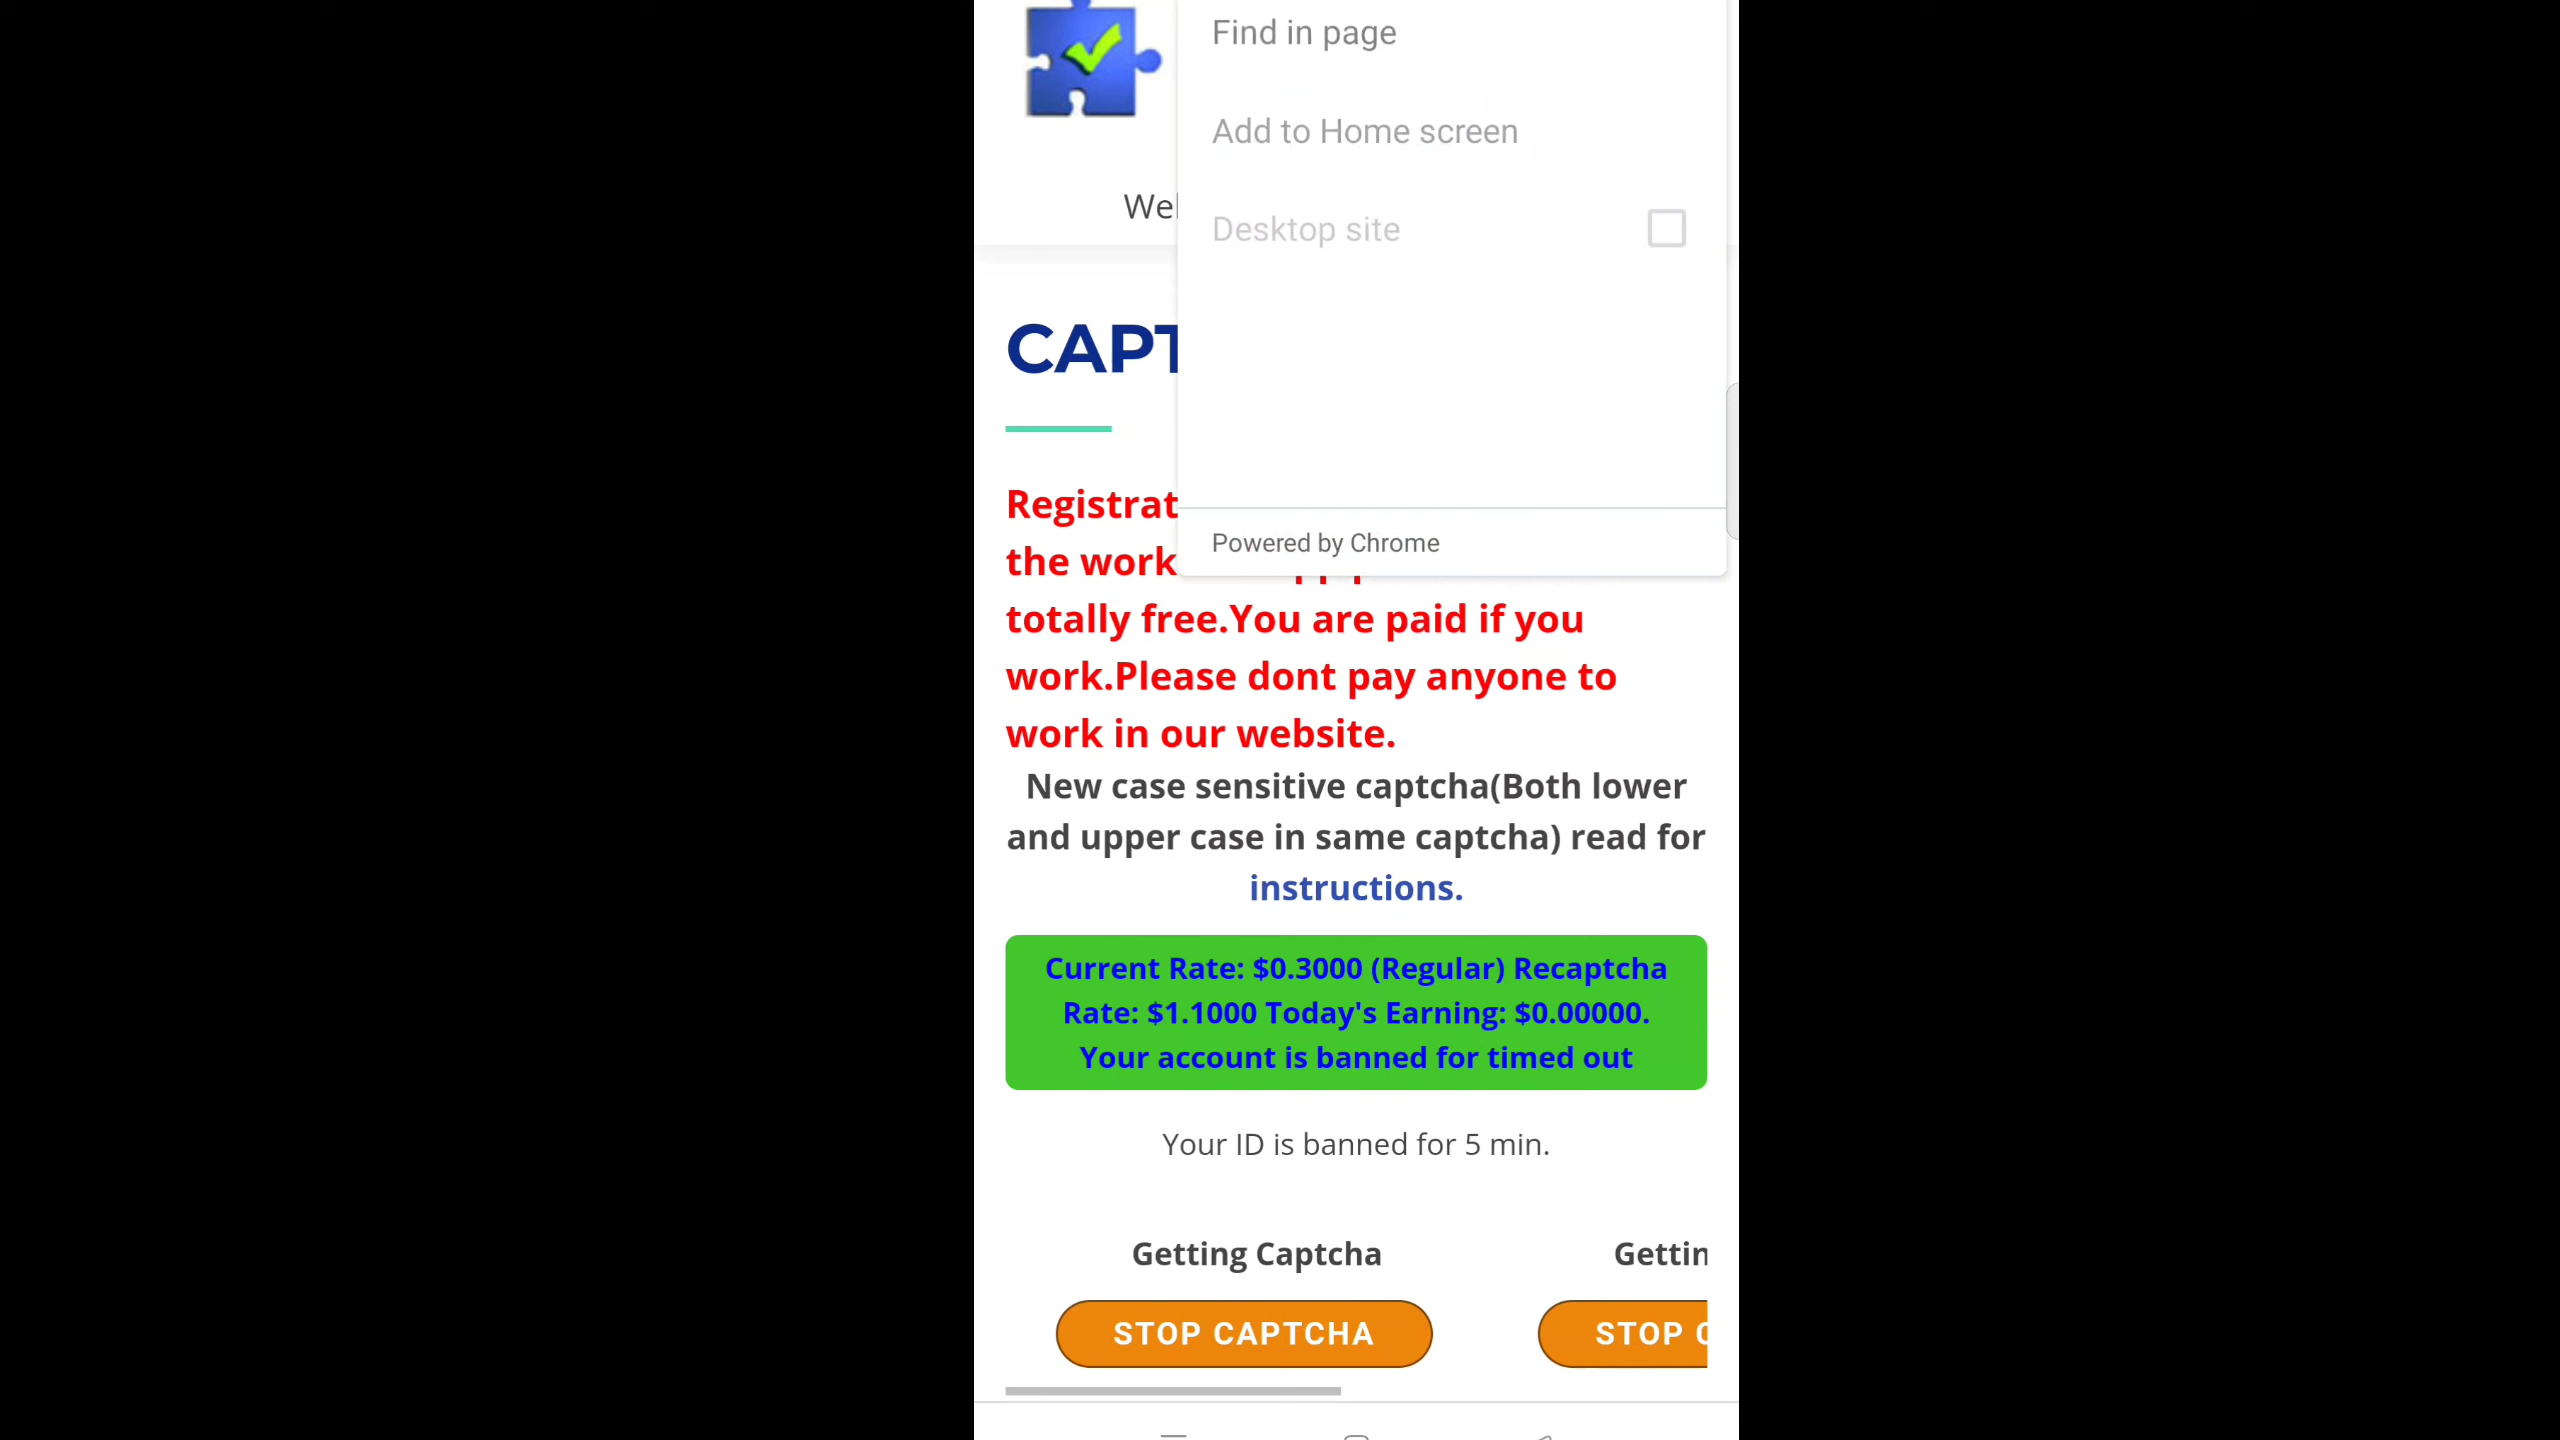 Find in page
Add to Home screen
Desktop site
Powered by Chrome
the work
totally free.You are paid if you
work.Please dont pay anyone to
work in our website.
New case sensitive captcha(Both lower
and upper case in same captcha) read for
instructions.
Current Rate: $0.3000 (Regular) Recaptcha
Rate: $1.1000 Today's Earning: $0.00000.
Your account is banned for timed out
Your ID is banned for 5 min.
Getting Captcha
STOP CAPTCHA
STOP